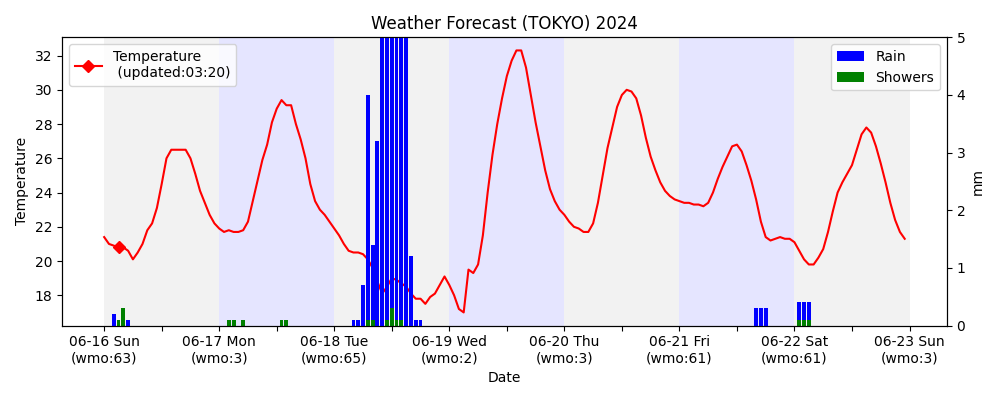 Weather Forecast (TOKYO) 2024
Temperature
(updated:03:20)
Rain
Showers
Temperature
32
30
28
26
24
22
20
18
5
4
3
2
1
0
mm
06-16 Sun
(wmo:63)
06-17 Mon
(wmo:3)
06-18 Tue
(wmo:65)
06-19 Wed
(wmo:2)
06-20 Thu
(wmo:3)
06-21 Fri
(wmo:61)
06-22 Sat
(wmo:61)
06-23 Sun
(wmo:3)
Date